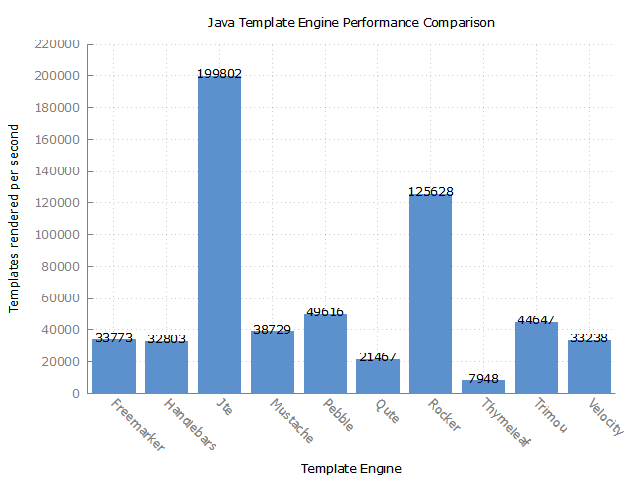 Java Template Engine Performance Comparison
220000
200000
180000
160000
140000
120000
100000
80000
60000
40000
20000
0
Templates rendered per second
33773
32803
199802
38729
49616
21467
125628
7948
44647
33238
Freemarker
Handlebars
Jte
Mustache
Pebble
Qute
Rocker
Thymeleaf
Trimou
Velocity
Template Engine